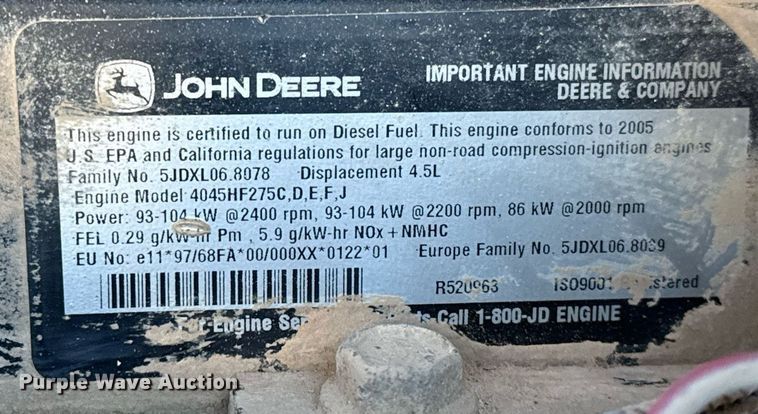 JOHN DEERE
IMPORTANT ENGINE INFORMATION
DEERE & COMPANY
This engine is certified to run on Diesel Fuel. This engine conforms to 2005
U.S. EPA and California regulations for large non-road compression-ignition engines
Family No. 5JDXL06.8078 Displacement 4.5L
Engine Model 4045HF275C,D,E,F,J
Power: 93-104 kW @2400 rpm, 93-104 kW @2200 rpm, 86 kW @2000 rpm
FEL 0.29 g/kW-hr Pm , 5.9 g/kW-hr NOx + NMHC
EU No: e11*97/68FA*00/000XX*0122*01 Europe Family No. 5JDXL06.8089
R520963 ISO9001
Engine Call 1-800-JD ENGINE
Purple Wave Auction